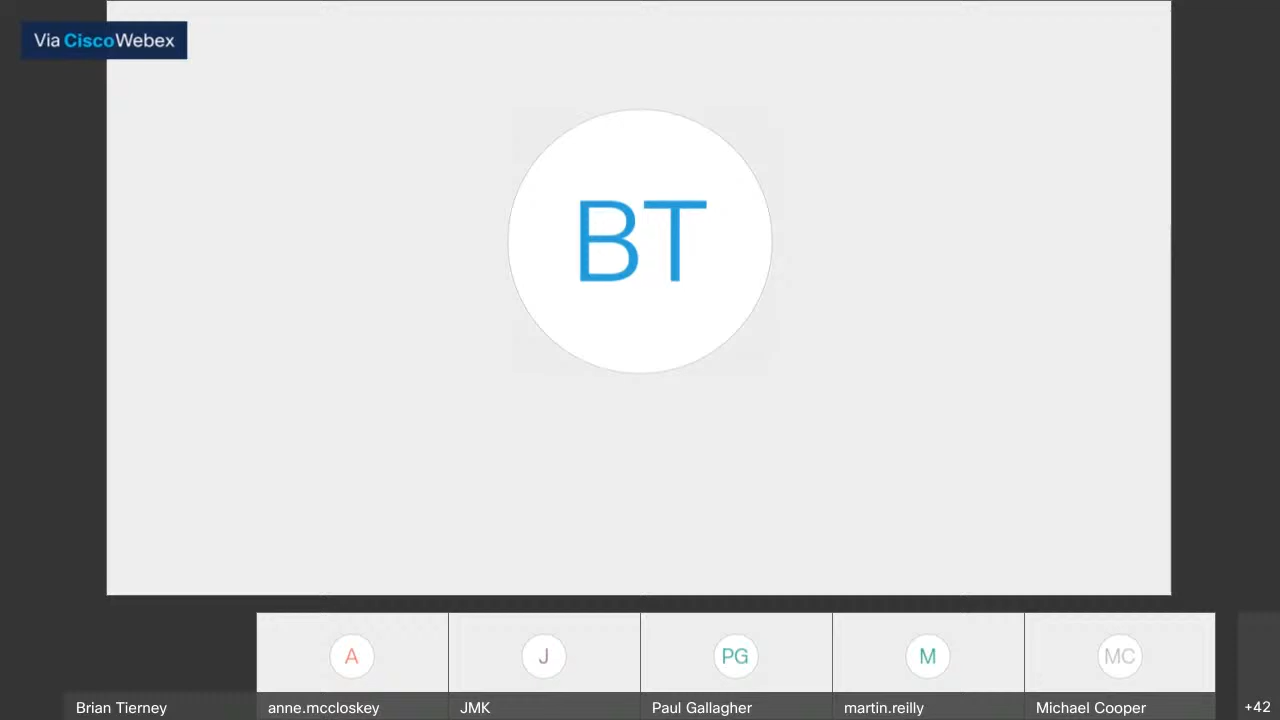 Via CiscoWebex
BT
A
J
PG
M
MC
Brian Tierney
anne.mccloskey
JMK
Paul Gallagher
martin.reilly
Michael Cooper
+42